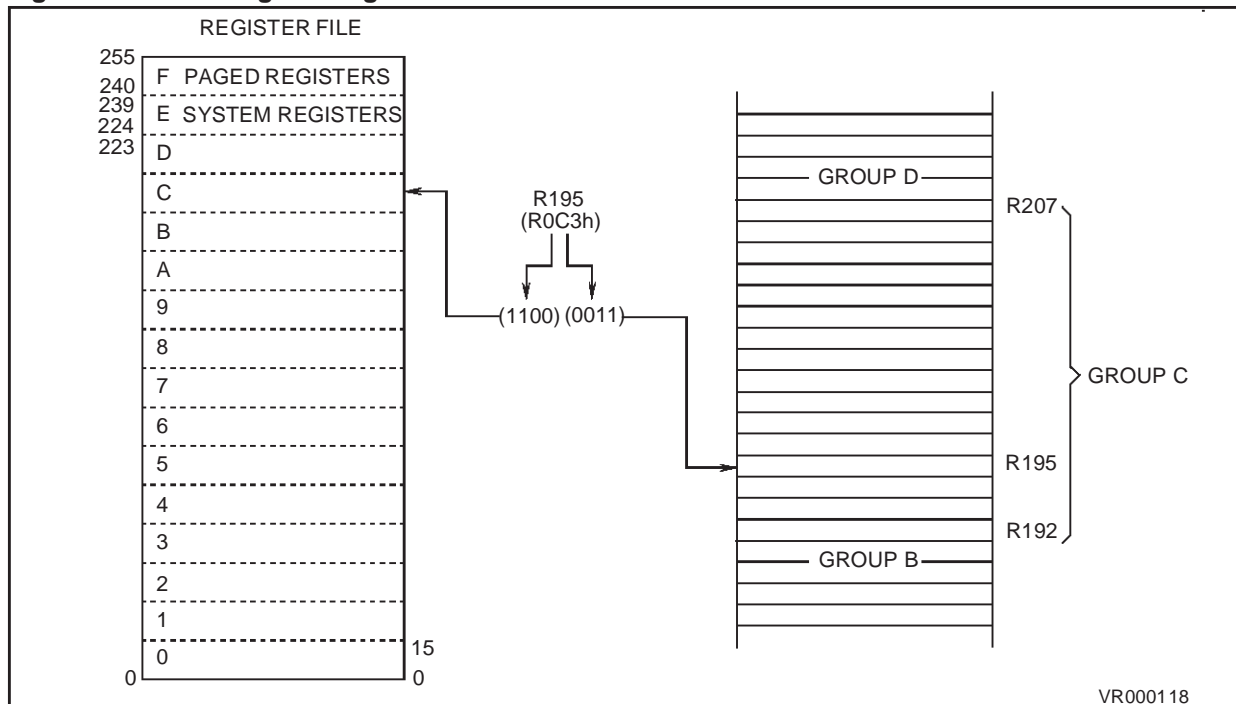 REGISTER FILE
255
240
239
224
223
F PAGED REGISTERS
E SYSTEM REGISTERS
D
C
B
A
9
8
7
6
5
4
3
2
1
0
15
0
0
R195
(R0C3h)
(1100) (0011)
GROUP D
R207
GROUP C
R195
R192
GROUP B
VR000118